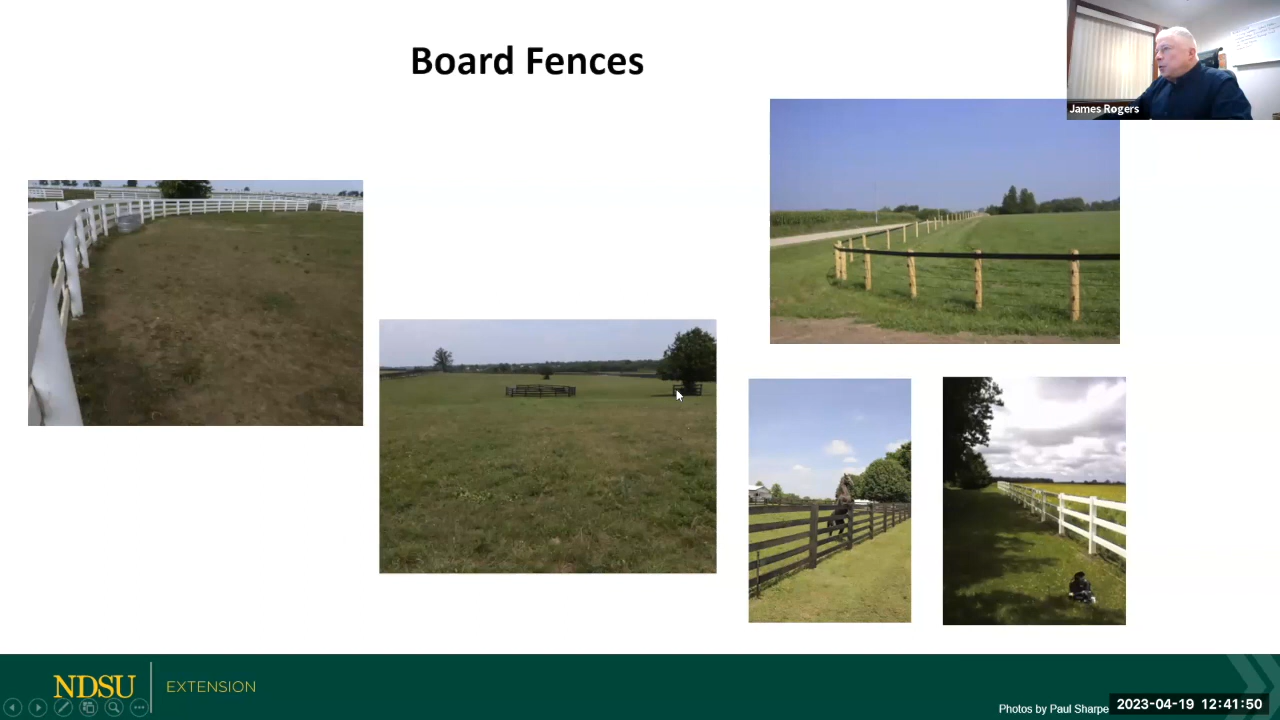 Board Fences
James Rogers
NDSU
EXTENSION
Photos by Paul Sharpe
2023-04-19 12:41:50